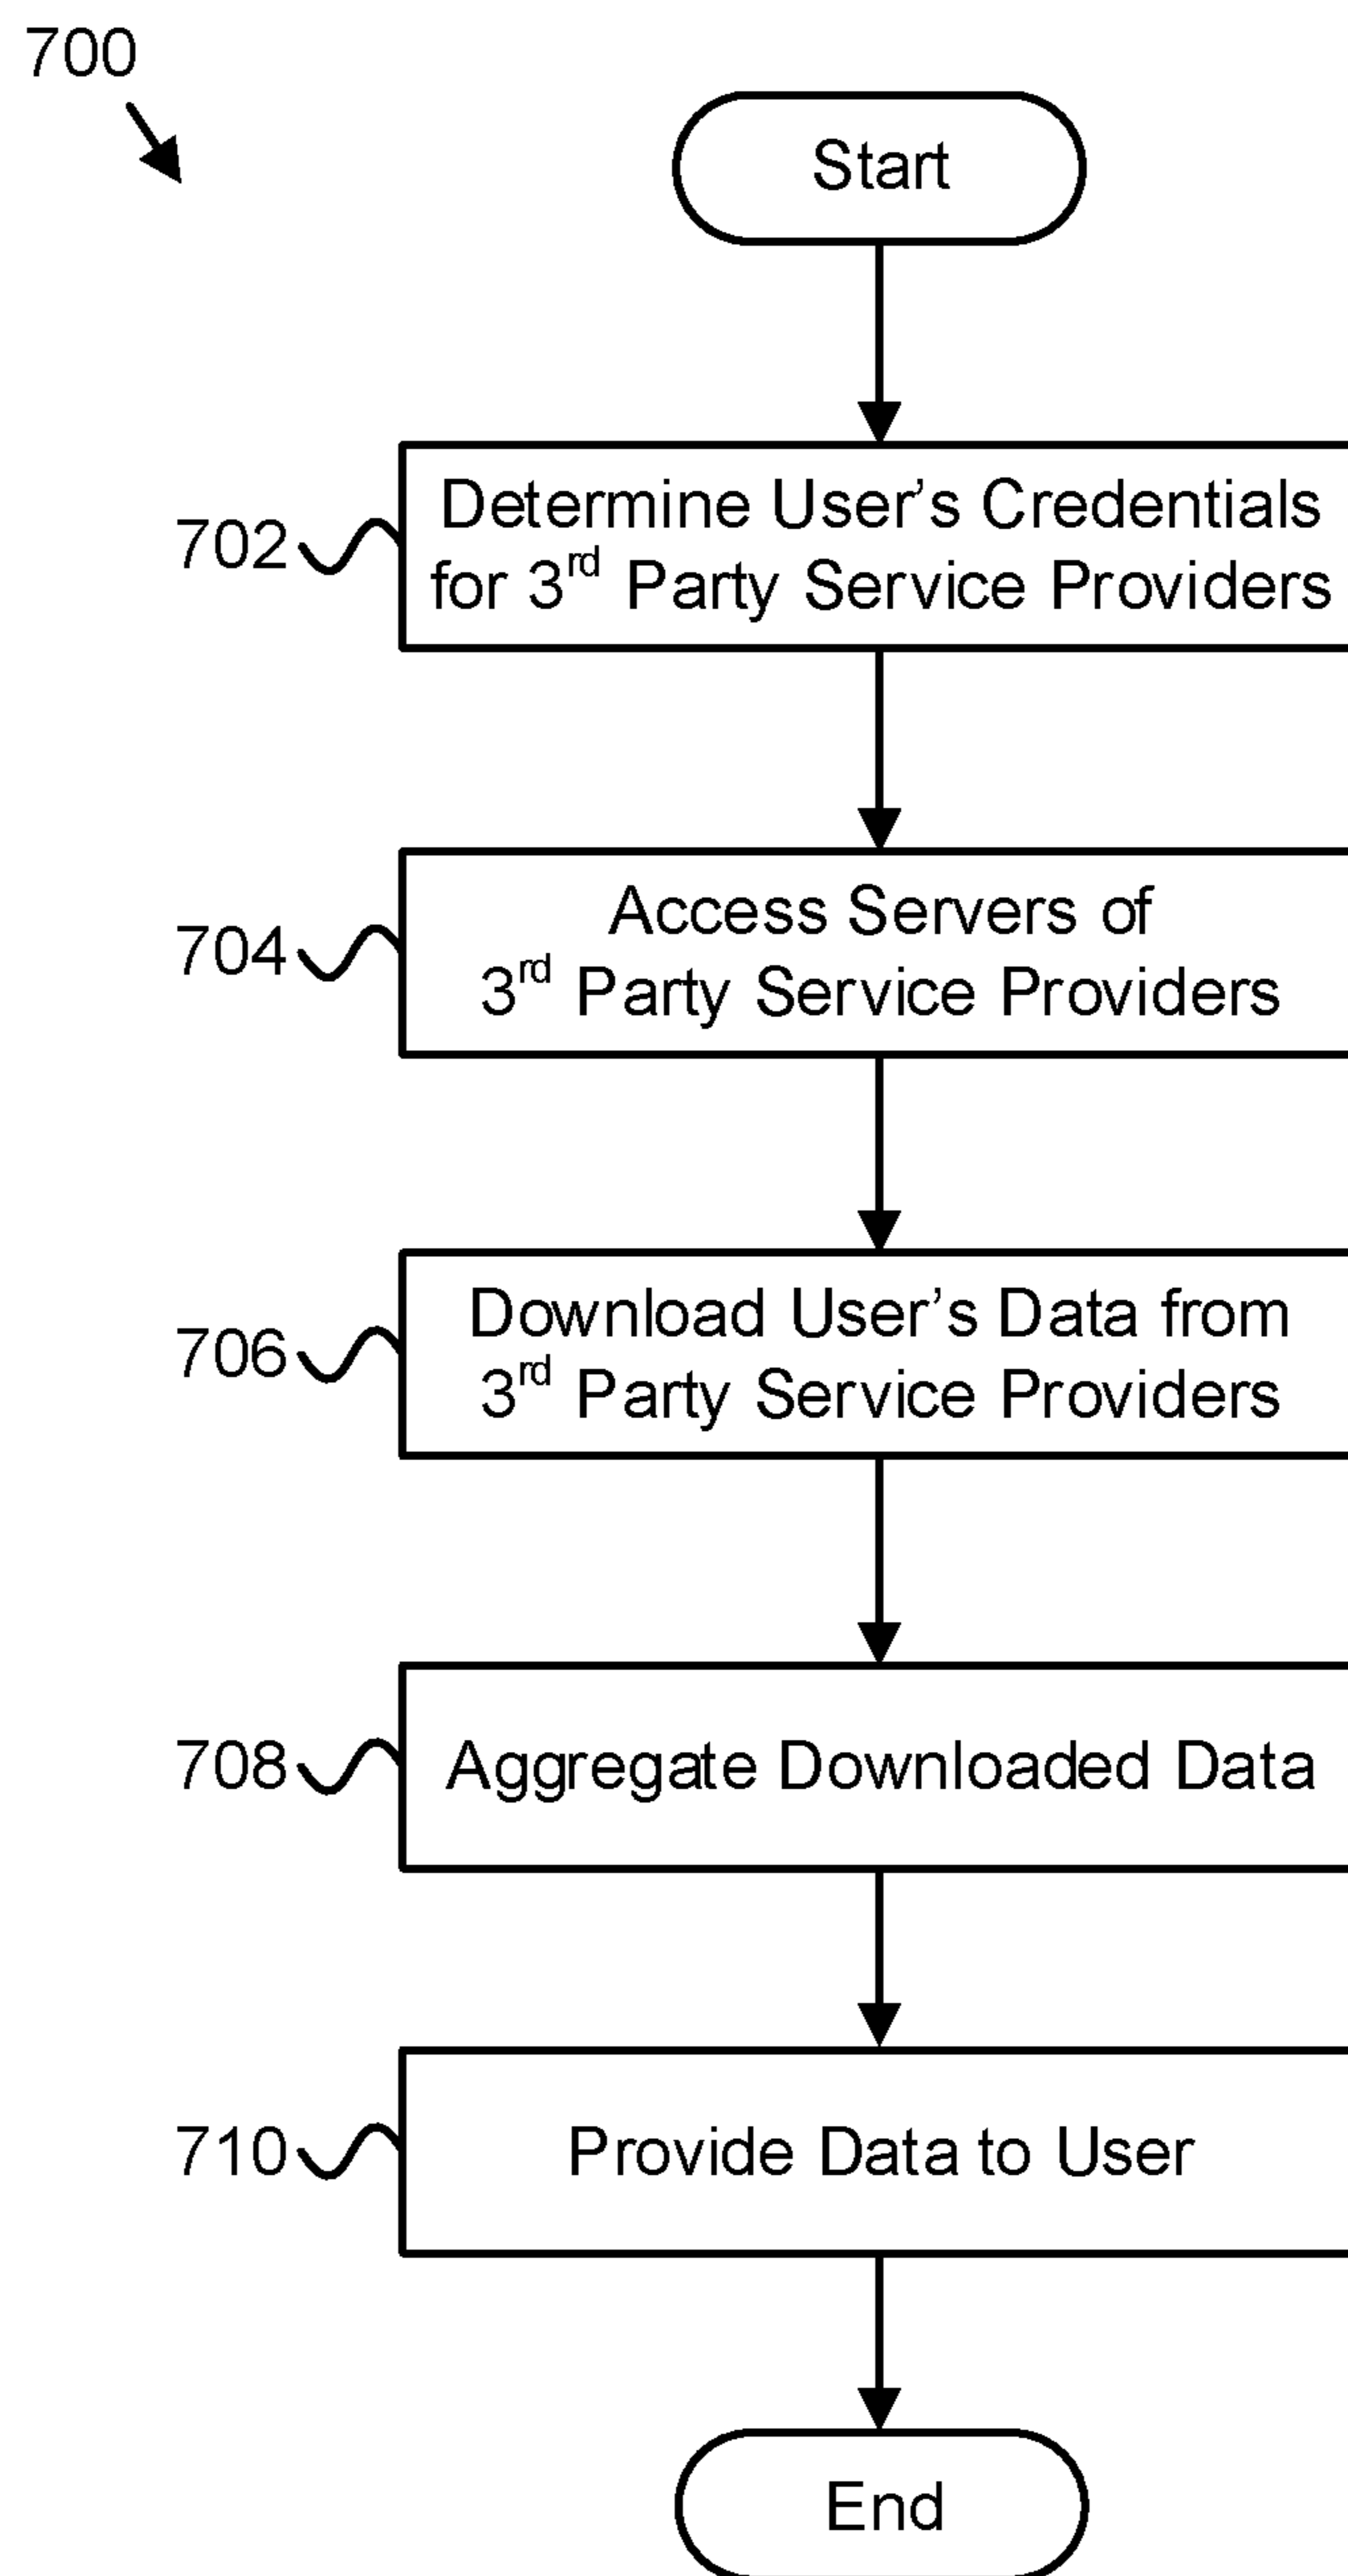 700
Start
702
Determine User’s Credentials
for 3rd Party Service Providers
704
Access Servers of
3rd Party Service Providers
706
Download User’s Data from
3rd Party Service Providers
708
Aggregate Downloaded Data
710
Provide Data to User
End